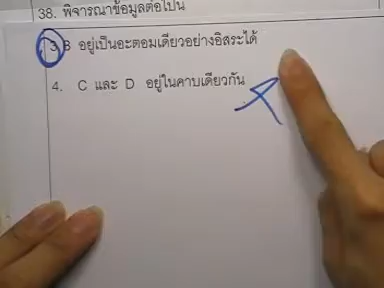 38. พิจารณาข้อมูลต่อไปนี้
3 B อยู่เป็นอะตอมเดียวอย่างอิสระได้
4. C และ D อยู่ในคาบเดียวกัน